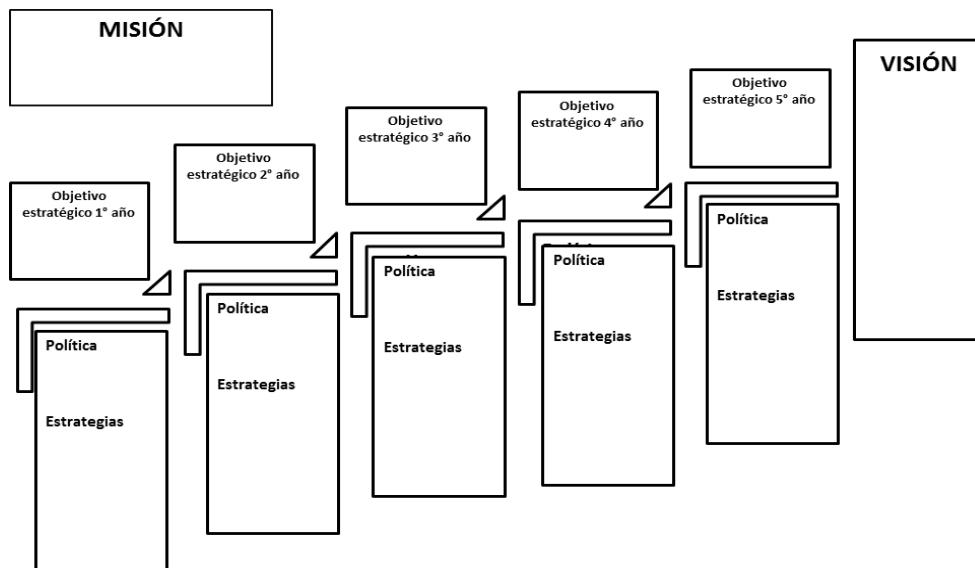 MISIÓN
VISIÓN
Objetivo
estratégico 1° año
Objetivo
estratégico 2° año
Objetivo
estratégico 3° año
Objetivo
estratégico 4° año
Objetivo
estratégico 5° año
Política
Estrategias
Política
Estrategias
Política
Estrategias
Política
Estrategias
Política
Estrategias